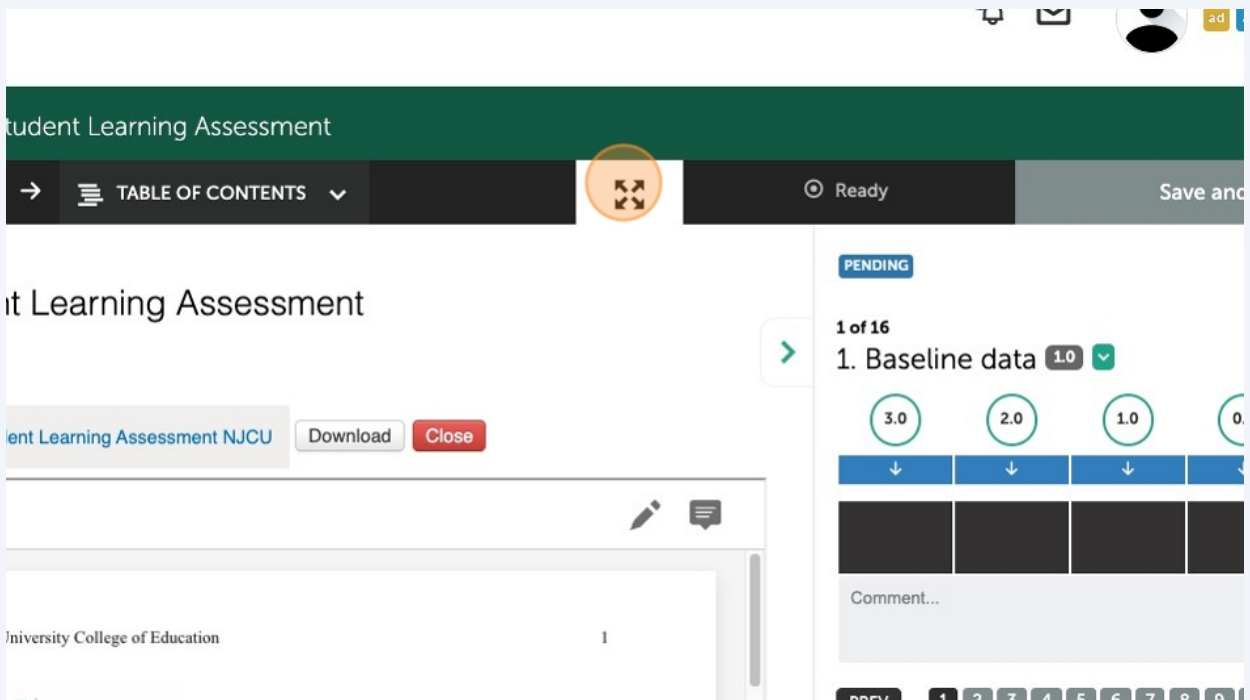 ad
tudent Learning Assessment
TABLE OF CONTENTS
Ready
Save and
t Learning Assessment
PENDING
1 of 16
1. Baseline data 1.0
3.0 2.0 1.0 0.
ent Learning Assessment NJCU Download Close
Comment...
University College of Education 1
PREV 1 2 3 4 5 6 7 8 9